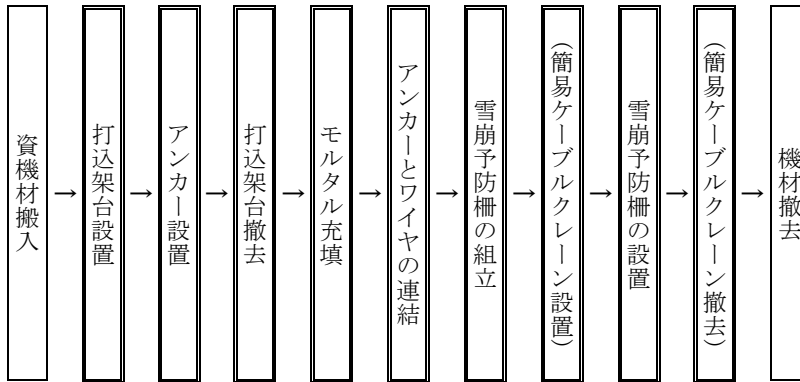 資機材搬入
→
打込架台設置
→
アンカー設置
→
打込架台撤去
→
モルタル充填
→
アンカーとワイヤの連結
→
雪崩予防柵の組立
→
(簡易ケーブルクレーン設置)
→
雪崩予防柵の設置
→
(簡易ケーブルクレーン撤去)
→
機材撤去